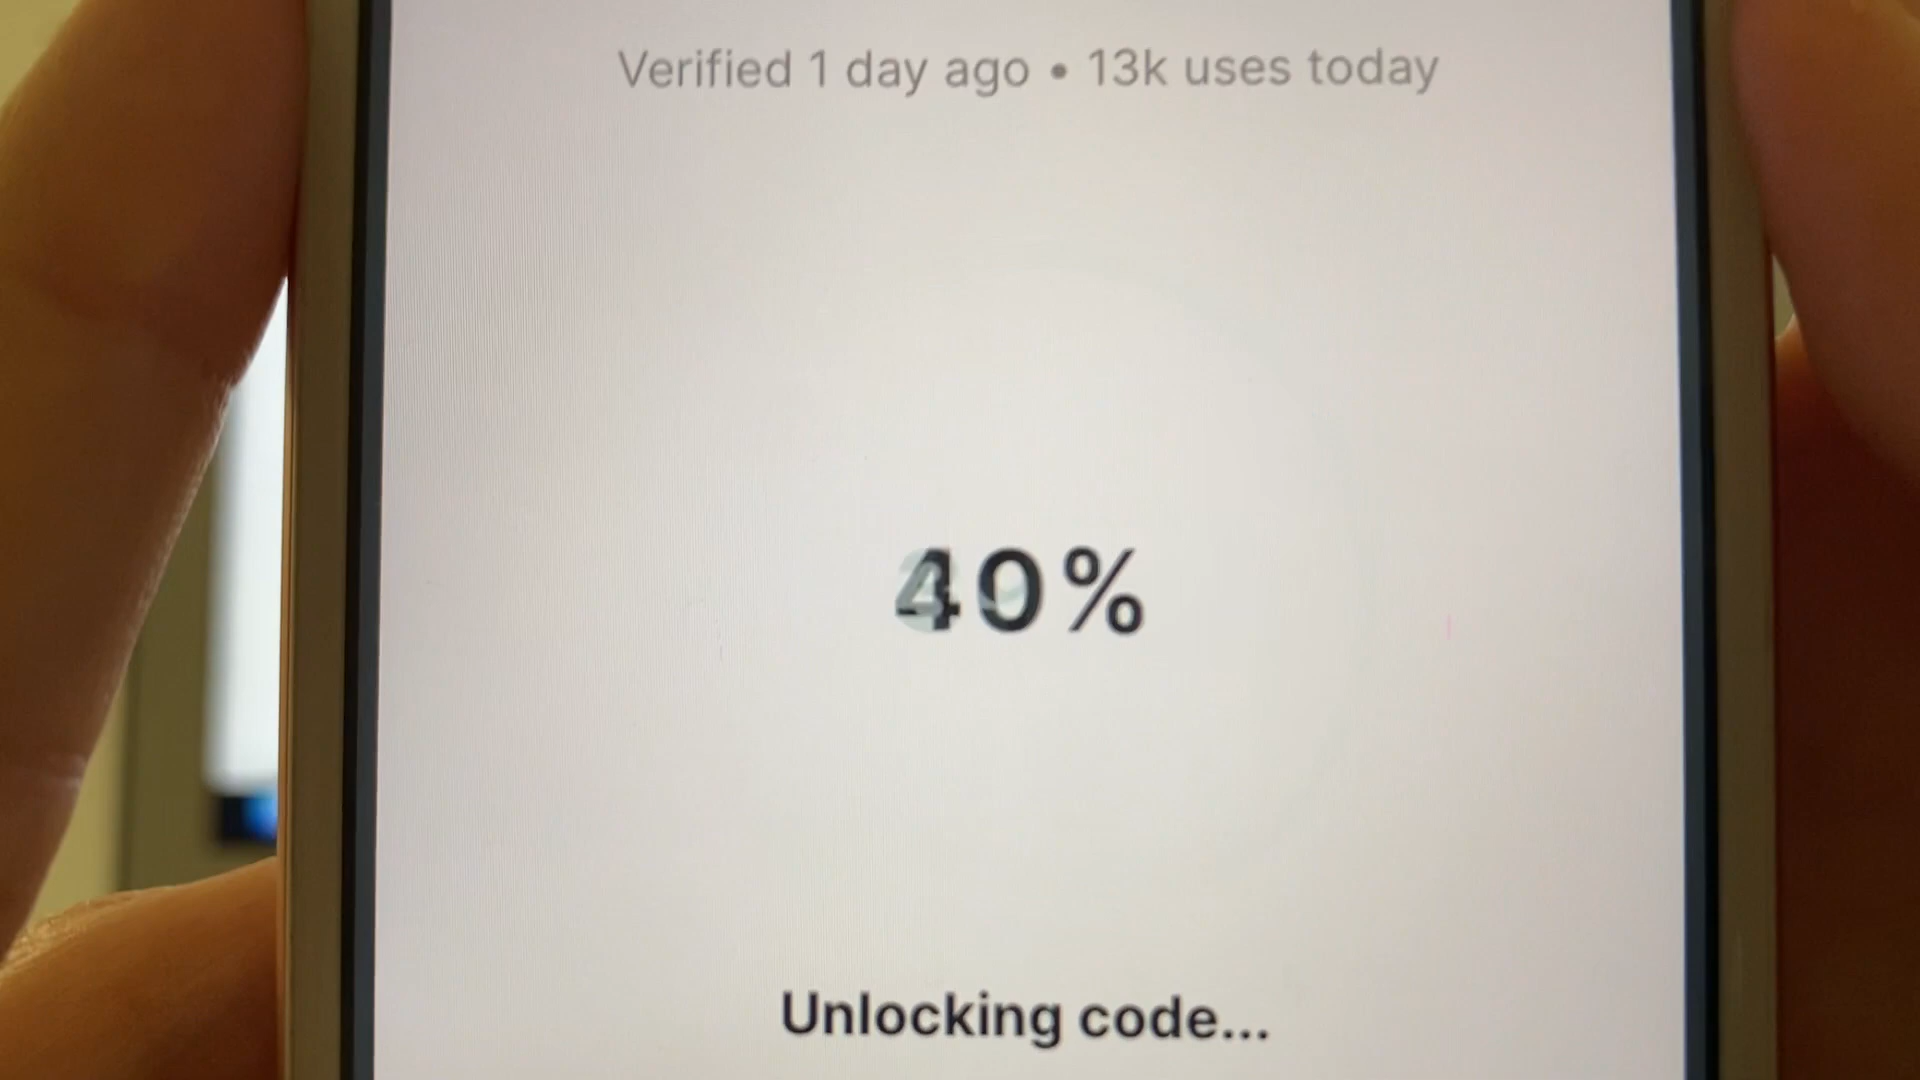 Verified 1 day ago • 13k uses today
40%
Unlocking code...